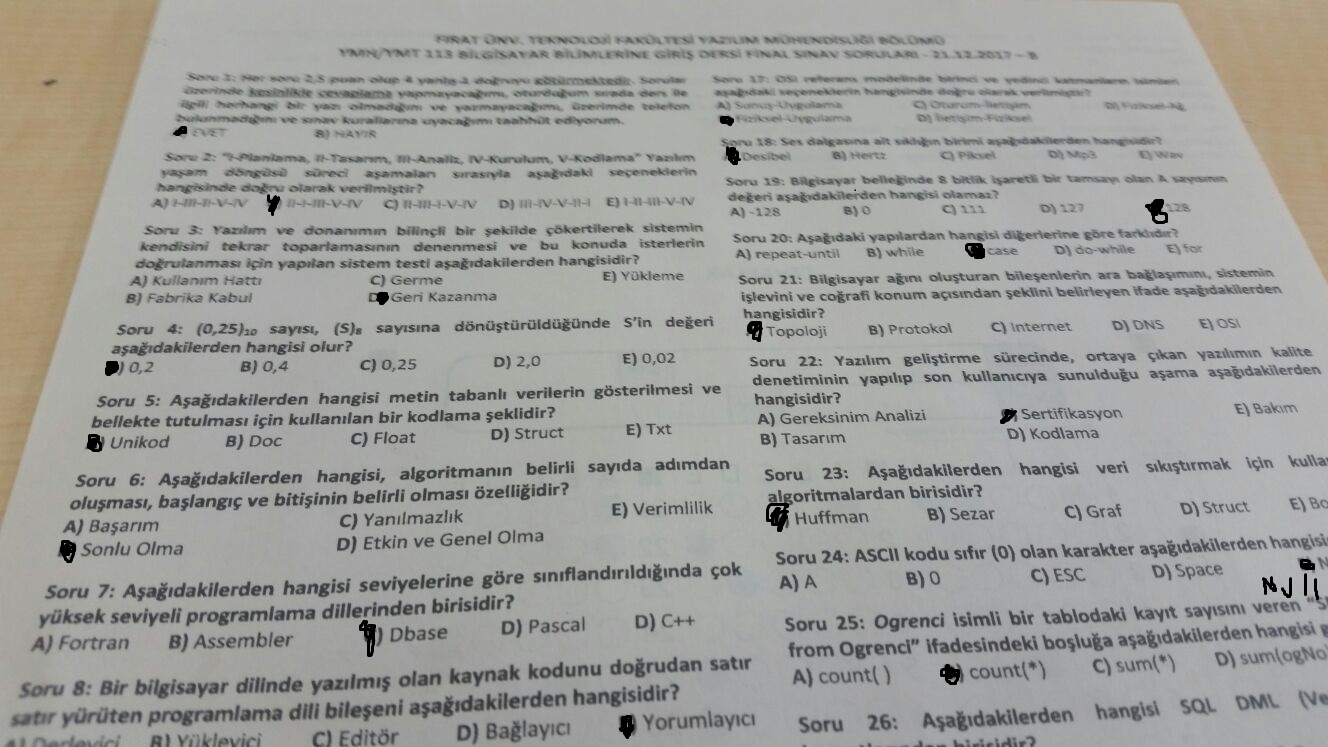 FIRAT ÜNV. TEKNOLOJİ FAKÜLTESİ YAZILIM MÜHENDİSLİĞİ BÖLÜMÜ
YMH/YMT 113 BİLGİSAYAR BİLİMLERİNE GİRİŞ DERSİ FİNAL SINAV SORULARI - 21.12.2017 - B
Soru 1: Her soru 2,5 puan olup 4 yanlış 1 doğruyu götürmektedir. Sorular
üzerinde kesinlikle cevaplama yapmayacağımı, oturduğum sırada ders ile
ilgili herhangi bir yazı olmadığını ve yazmayacağımı, üzerimde telefon
bulunmadığını ve sınav kurallarına uyacağımı taahhüt ediyorum.
EVET B) HAYIR
Soru 2: "I-Planlama, II-Tasarım, III-Analiz, IV-Kurulum, V-Kodlama" Yazılım
yaşam döngüsü süreci aşamaları sırasıyla aşağıdaki seçeneklerin
hangisinde doğru olarak verilmiştir?
A) I-III-II-V-IV II-I-III-V-IV C) II-III-I-V-IV D) III-IV-V-II-I E) I-II-III-V-IV
Soru 3: Yazılım ve donanımın bilinçli bir şekilde çökertilerek sistemin
kendisini tekrar toparlamasının denenmesi ve bu konuda isterlerin
doğrulanması için yapılan sistem testi aşağıdakilerden hangisidir?
A) Kullanım Hattı C) Germe E) Yükleme
B) Fabrika Kabul D) Geri Kazanma
Soru 4: (0,25)₁₀ sayısı, (S)₈ sayısına dönüştürüldüğünde S'in değeri
aşağıdakilerden hangisi olur?
) 0,2 B) 0,4 C) 0,25 D) 2,0 E) 0,02
Soru 5: Aşağıdakilerden hangisi metin tabanlı verilerin gösterilmesi ve
bellekte tutulması için kullanılan bir kodlama şeklidir?
Unikod B) Doc C) Float D) Struct E) Txt
Soru 6: Aşağıdakilerden hangisi, algoritmanın belirli sayıda adımdan
oluşması, başlangıç ve bitişinin belirli olması özelliğidir?
A) Başarım C) Yanılmazlık E) Verimlilik
Sonlu Olma D) Etkin ve Genel Olma
Soru 7: Aşağıdakilerden hangisi seviyelerine göre sınıflandırıldığında çok
yüksek seviyeli programlama dillerinden birisidir?
A) Fortran B) Assembler ) Dbase D) Pascal D) C++
Soru 8: Bir bilgisayar dilinde yazılmış olan kaynak kodunu doğrudan satır
satır yürüten programlama dili bileşeni aşağıdakilerden hangisidir?
A) Derleyici B) Yükleyici C) Editör D) Bağlayıcı Yorumlayıcı
Soru 17: OSI referans modelinde birinci ve yedinci katmanların isimleri
aşağıdaki seçeneklerin hangisinde doğru olarak verilmiştir?
A) Sunuş-Uygulama C) Oturum-İletişim D) Fiziksel-Ağ
Fiziksel-Uygulama D) İletişim-Fiziksel
Soru 18: Ses dalgasına ait sıklığın birimi aşağıdakilerden hangisidir?
Desibel B) Hertz C) Piksel D) Mp3 E) Wav
Soru 19: Bilgisayar belleğinde 8 bitlik işaretli bir tamsayı olan A sayısının
değeri aşağıdakilerden hangisi olamaz?
A) -128 B) 0 C) 111 D) 127 128
Soru 20: Aşağıdaki yapılardan hangisi diğerlerine göre farklıdır?
A) repeat-until B) while case D) do-while E) for
Soru 21: Bilgisayar ağını oluşturan bileşenlerin ara bağlaşımını, sistemin
işlevini ve coğrafi konum açısından şeklini belirleyen ifade aşağıdakilerden
hangisidir?
Topoloji B) Protokol C) Internet D) DNS E) OSI
Soru 22: Yazılım geliştirme sürecinde, ortaya çıkan yazılımın kalite
denetiminin yapılıp son kullanıcıya sunulduğu aşama aşağıdakilerden
hangisidir?
A) Gereksinim Analizi Sertifikasyon E) Bakım
B) Tasarım D) Kodlama
Soru 23: Aşağıdakilerden hangisi veri sıkıştırmak için kulla
algoritmalardan birisidir?
Huffman B) Sezar C) Graf D) Struct E) Bo
Soru 24: ASCII kodu sıfır (0) olan karakter aşağıdakilerden hangisi
A) A B) 0 C) ESC D) Space N
Null
Soru 25: Ogrenci isimli bir tablodaki kayıt sayısını veren "S
from Ogrenci" ifadesindeki boşluğa aşağıdakilerden hangisi g
A) count( ) ) count(*) C) sum(*) D) sum(ogNo)
Soru 26: Aşağıdakilerden hangisi SQL DML (Ve
birisidir?